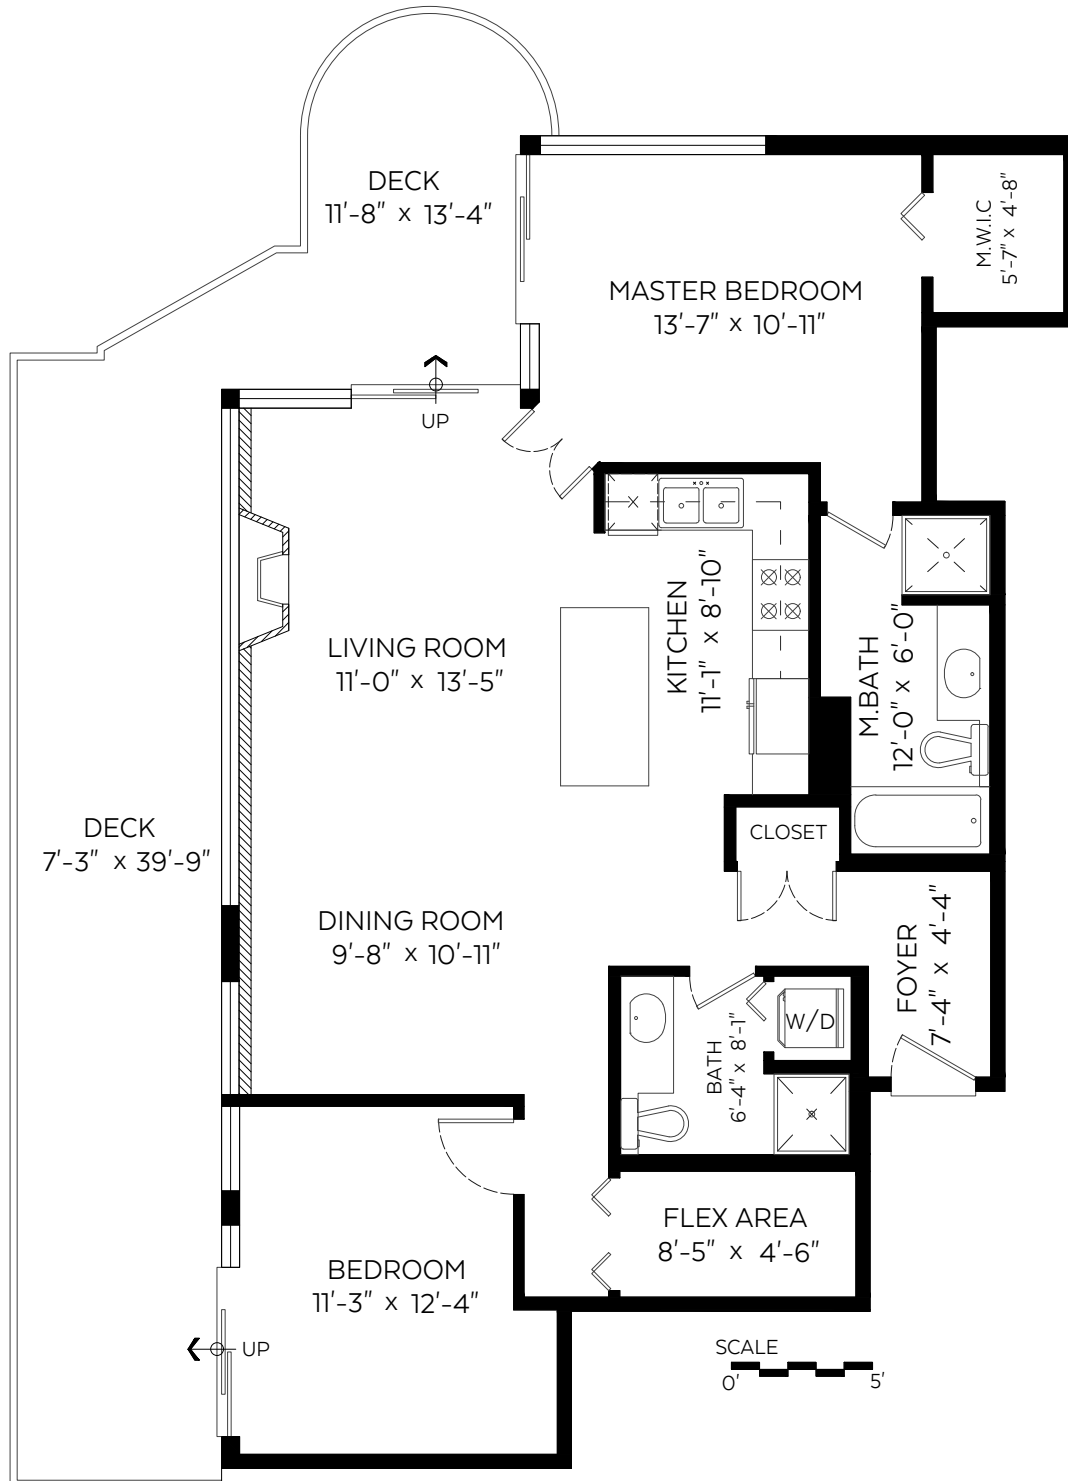 DECK
11'-8" x 13'-4"
M.W.I.C
5'-7" x 4'-8"
MASTER BEDROOM
13'-7" x 10'-11"
UP
KITCHEN
11'-1" x 8'-10"
LIVING ROOM
11'-0" x 13'-5"
M.BATH
12'-0" x 6'-0"
DECK
7'-3" x 39'-9"
CLOSET
DINING ROOM
9'-8" x 10'-11"
FOYER
7'-4" x 4'-4"
W/D
BATH
6'-4" x 8'-1"
FLEX AREA
8'-5" x 4'-6"
BEDROOM
11'-3" x 12'-4"
UP
SCALE
0' 5'